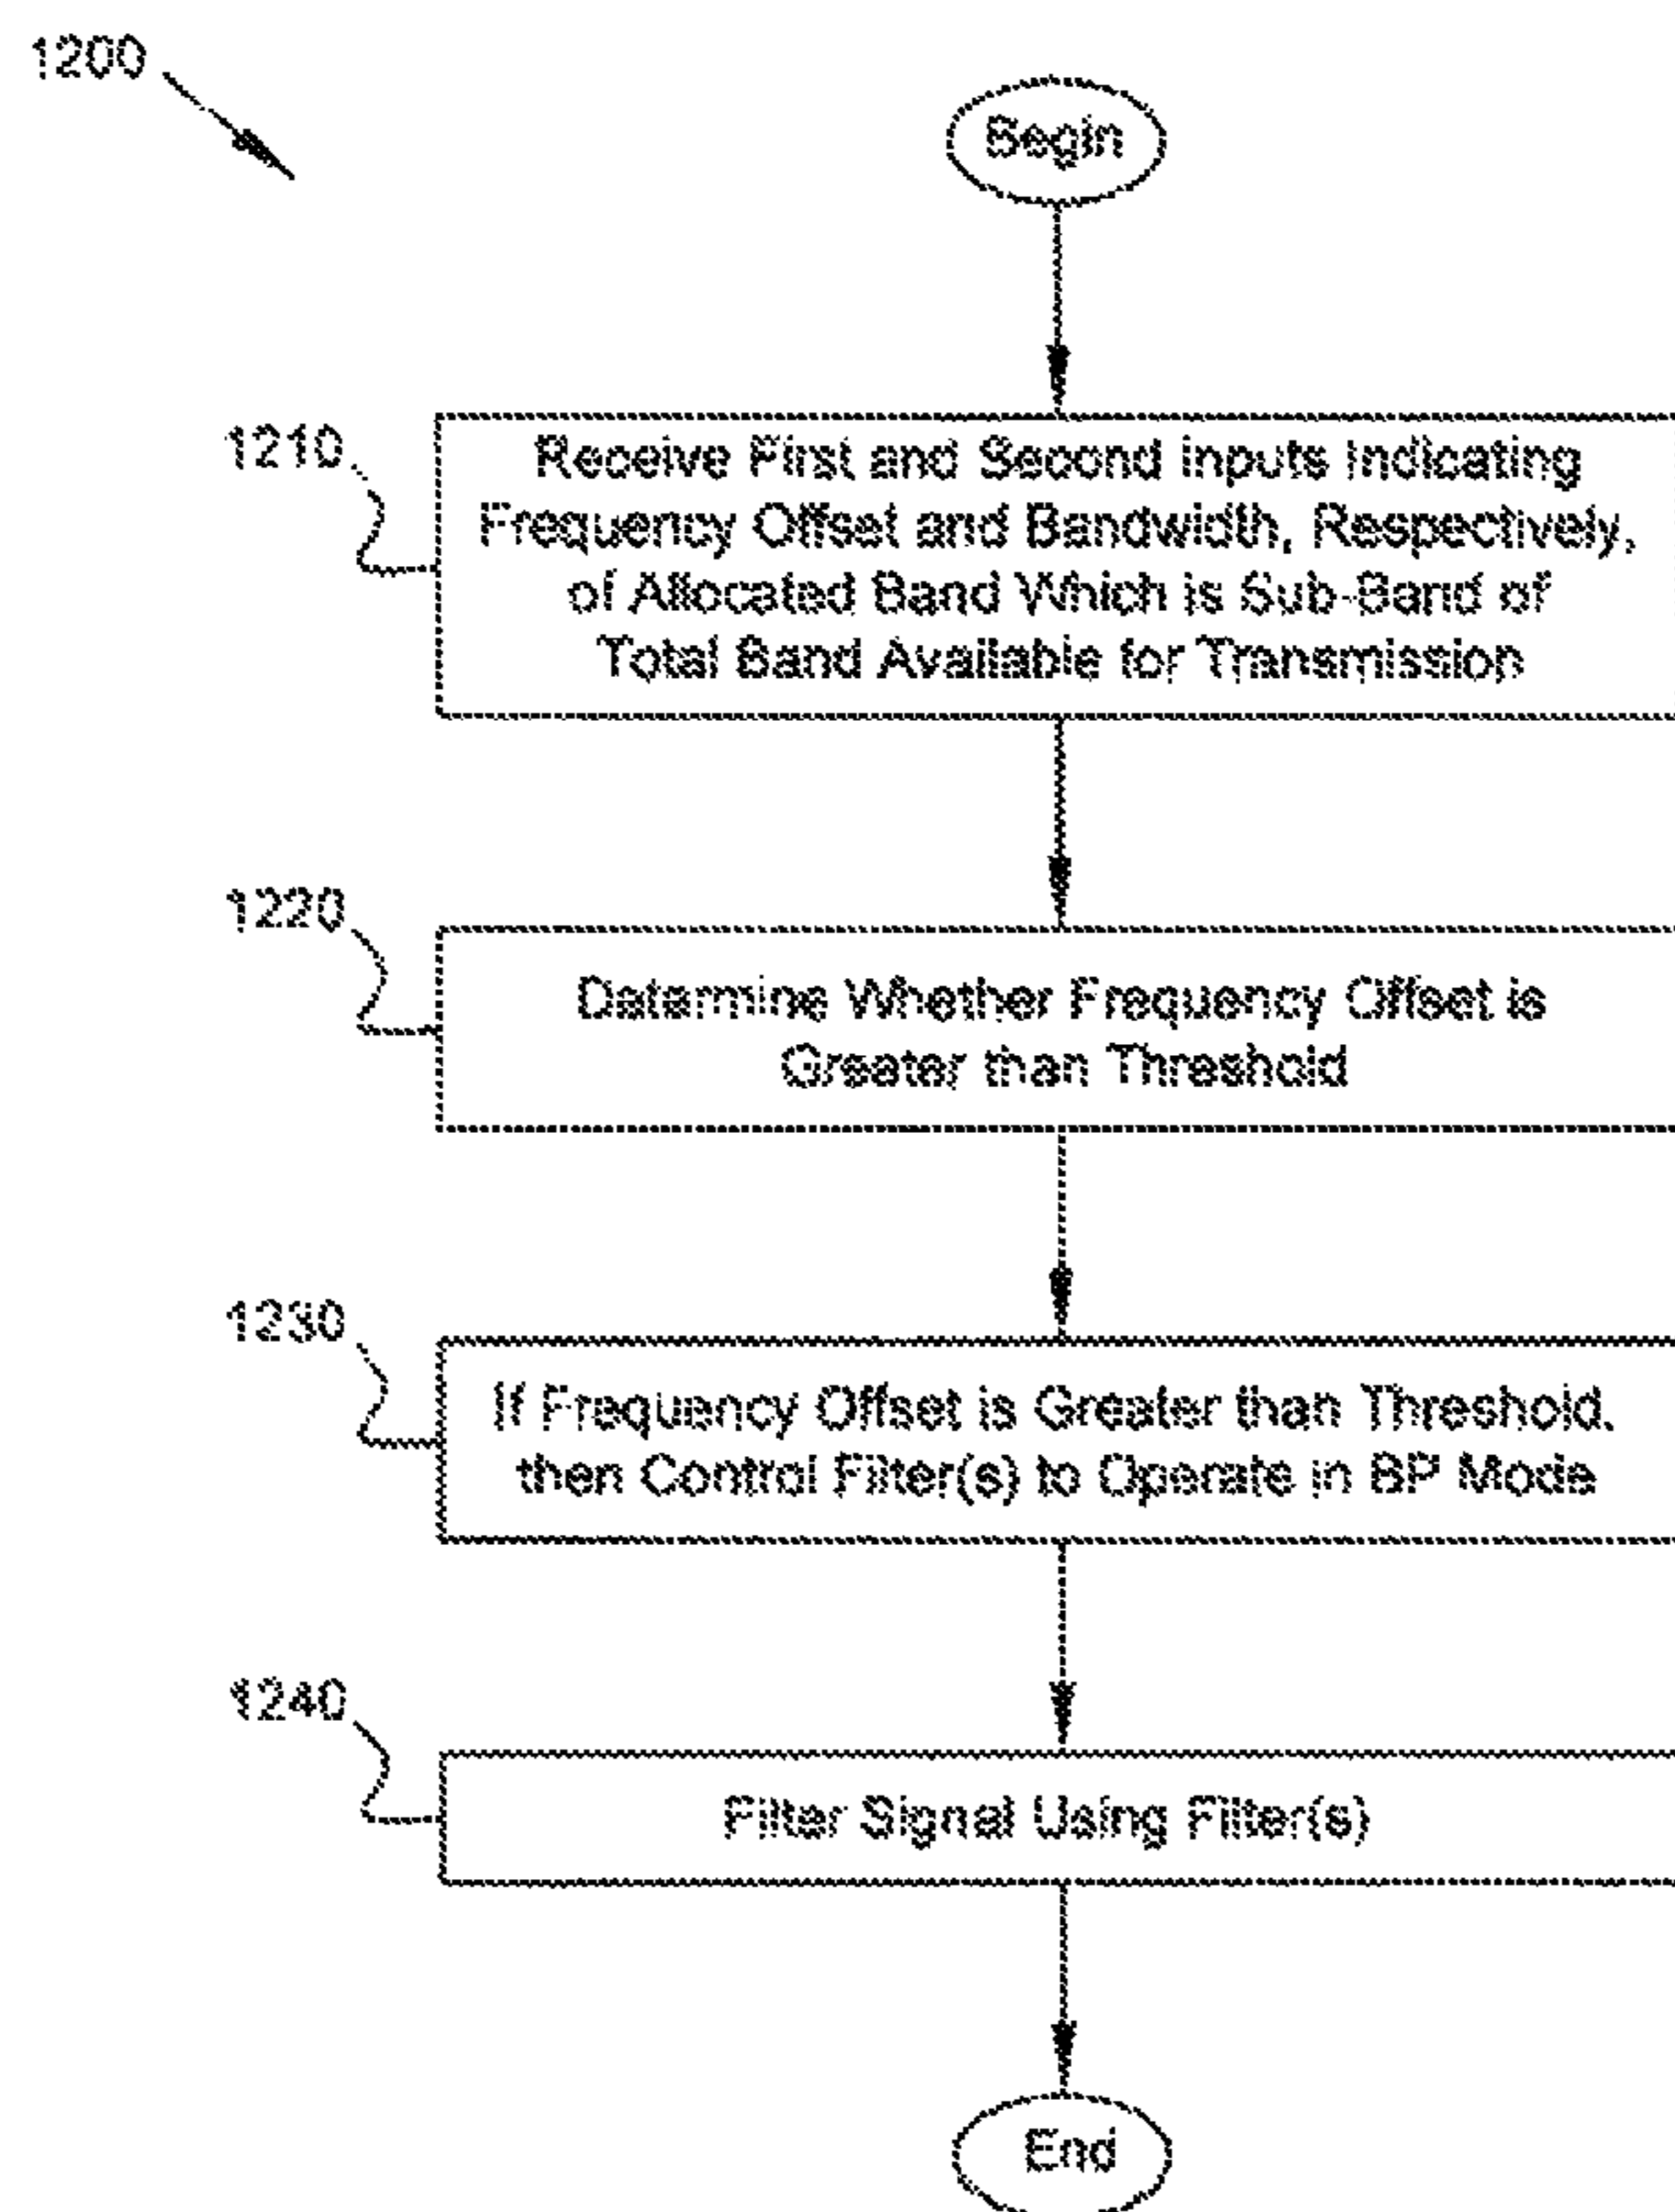 1200
Begin
1210
Receive First and Second Inputs Indicating
Frequency Offset and Bandwidth, Respectively,
of Allocated Band Which is Sub-Band of
Total Band Available for Transmission
1220
Determine Whether Frequency Offset is
Greater than Threshold
1230
If Frequency Offset is Greater than Threshold,
then Control Filter(s) to Operate in BP Mode
1240
Filter Signal Using Filter(s)
End